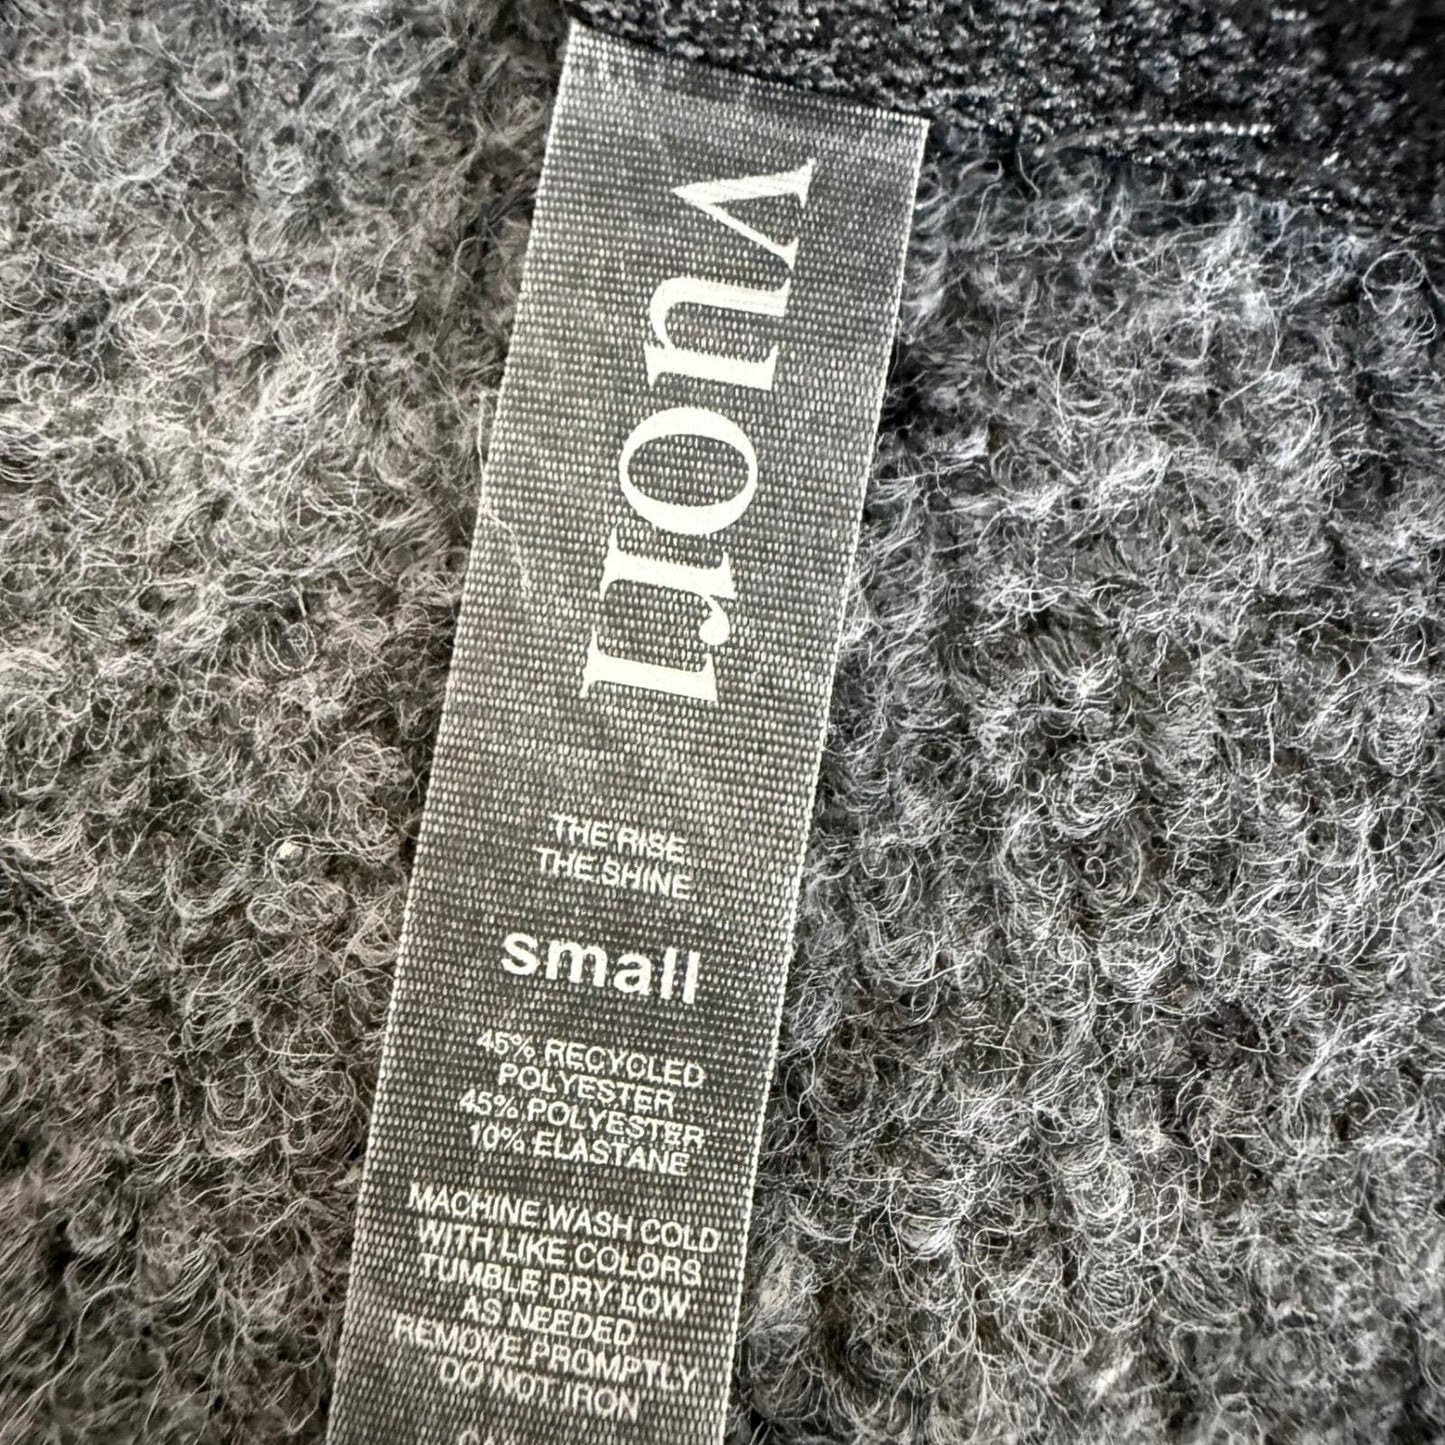 vuori
THE RISE.
THE SHINE.
small
45% RECYCLED
POLYESTER
45% POLYESTER
10% ELASTANE
MACHINE WASH COLD
WITH LIKE COLORS
TUMBLE DRY LOW
AS NEEDED
REMOVE PROMPTLY
DO NOT IRON